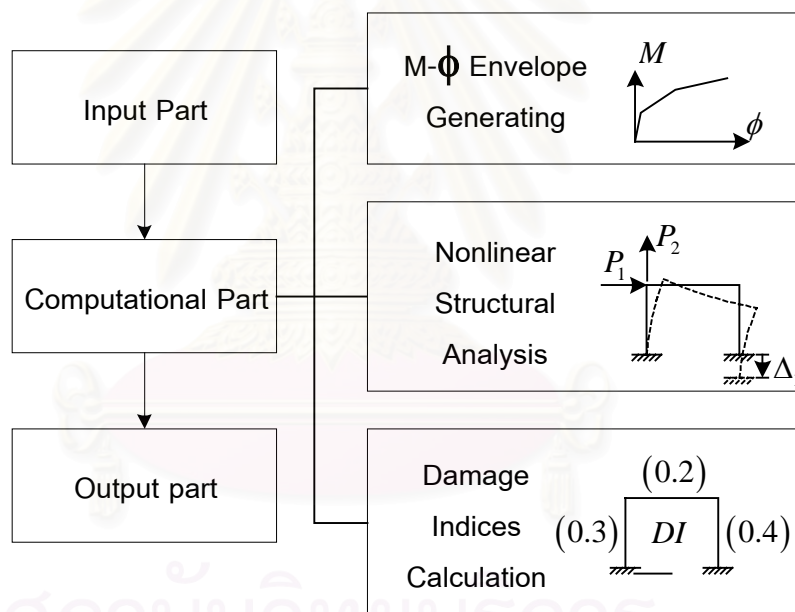 Input Part
Computational Part
Output part
M-ϕ Envelope
Generating
M
ϕ
Nonlinear
Structural
Analysis
P₁
P₂
Δ
Damage
Indices
Calculation
(0.2)
(0.3)
DI
(0.4)